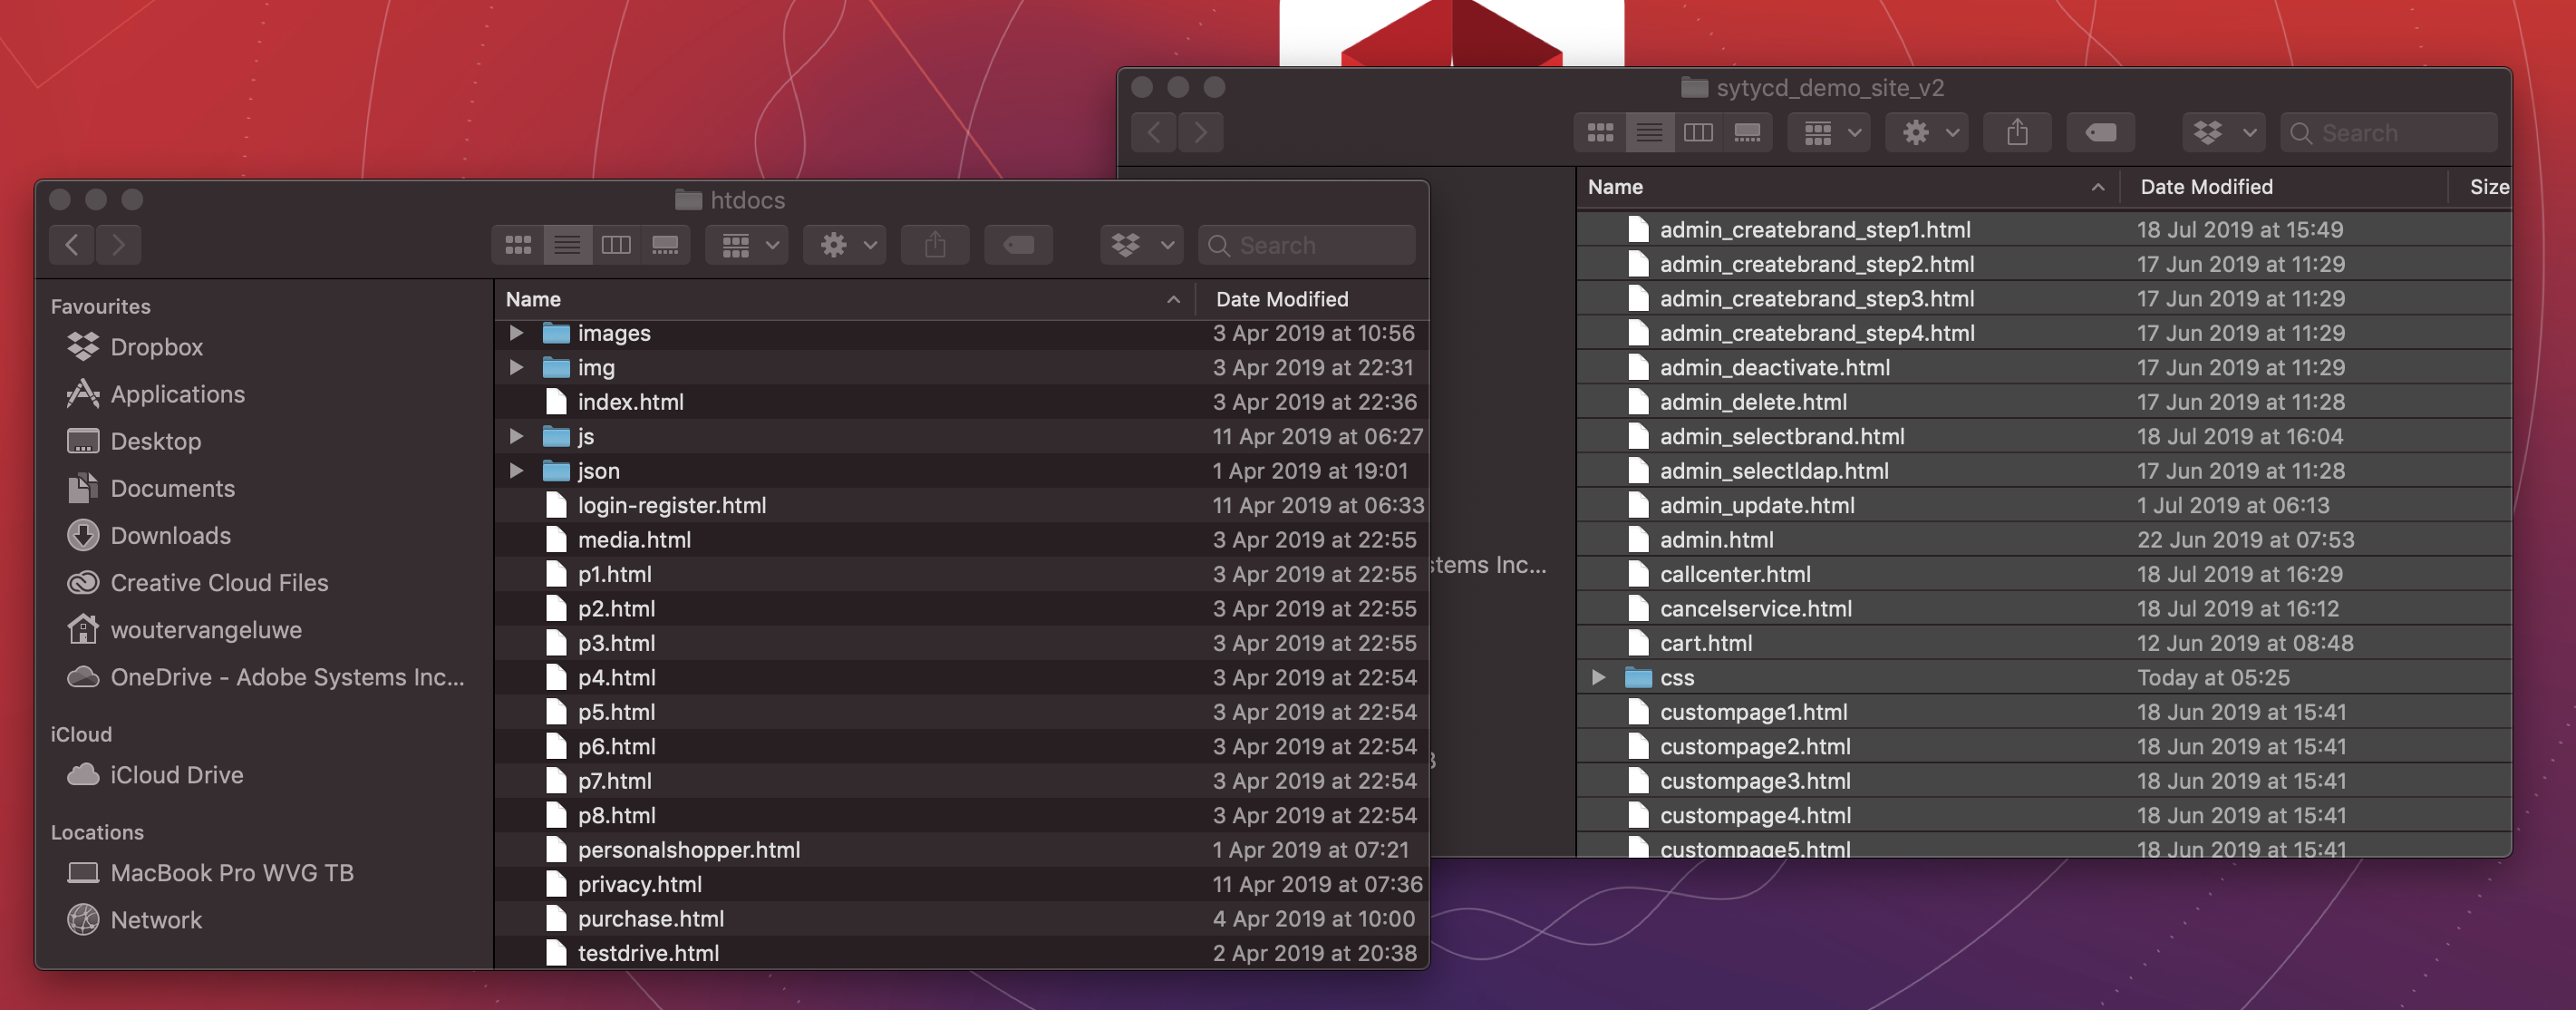 sytycd_demo_site_v2
Search
Name Date Modified Size
admin_createbrand_step1.html 18 Jul 2019 at 15:49
admin_createbrand_step2.html 17 Jun 2019 at 11:29
admin_createbrand_step3.html 17 Jun 2019 at 11:29
admin_createbrand_step4.html 17 Jun 2019 at 11:29
admin_deactivate.html 17 Jun 2019 at 11:29
admin_delete.html 17 Jun 2019 at 11:28
admin_selectbrand.html 18 Jul 2019 at 16:04
admin_selectldap.html 17 Jun 2019 at 11:28
admin_update.html 1 Jul 2019 at 06:13
admin.html 22 Jun 2019 at 07:53
callcenter.html 18 Jul 2019 at 16:29
cancelservice.html 18 Jul 2019 at 16:12
cart.html 12 Jun 2019 at 08:48
css Today at 05:25
custompage1.html 18 Jun 2019 at 15:41
custompage2.html 18 Jun 2019 at 15:41
custompage3.html 18 Jun 2019 at 15:41
custompage4.html 18 Jun 2019 at 15:41
custompage5.html 18 Jun 2019 at 15:41
stems Inc...
htdocs
Search
Favourites
Dropbox
Applications
Desktop
Documents
Downloads
Creative Cloud Files
woutervangeluwe
OneDrive - Adobe Systems Inc...
iCloud
iCloud Drive
Locations
MacBook Pro WVG TB
Network
Name Date Modified
images 3 Apr 2019 at 10:56
img 3 Apr 2019 at 22:31
index.html 3 Apr 2019 at 22:36
js 11 Apr 2019 at 06:27
json 1 Apr 2019 at 19:01
login-register.html 11 Apr 2019 at 06:33
media.html 3 Apr 2019 at 22:55
p1.html 3 Apr 2019 at 22:55
p2.html 3 Apr 2019 at 22:55
p3.html 3 Apr 2019 at 22:55
p4.html 3 Apr 2019 at 22:54
p5.html 3 Apr 2019 at 22:54
p6.html 3 Apr 2019 at 22:54
p7.html 3 Apr 2019 at 22:54
p8.html 3 Apr 2019 at 22:54
personalshopper.html 1 Apr 2019 at 07:21
privacy.html 11 Apr 2019 at 07:36
purchase.html 4 Apr 2019 at 10:00
testdrive.html 2 Apr 2019 at 20:38